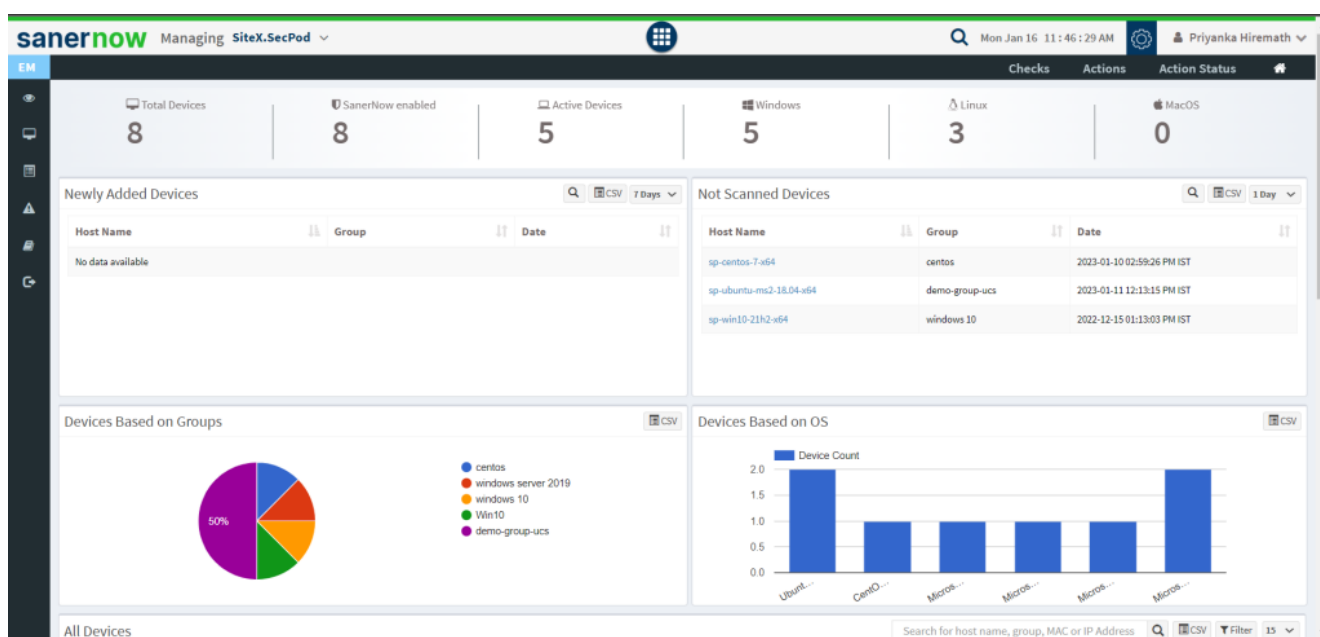 sanernow Managing SiteX.SecPod Mon Jan 16 11:46:29 AM Priyanka Hiremath
EM Checks Actions Action Status
Total Devices SanerNow enabled Active Devices Windows Linux MacOS
8 8 5 5 3 0
Newly Added Devices CSV 7 Days
Host Name Group Date
No data available
Not Scanned Devices CSV 1 Day
Host Name Group Date
sp-centos-7-x64 centos 2023-01-10 02:59:26 PM IST
sp-ubuntu-ms2-18.04-x64 demo-group-ucs 2023-01-11 12:13:15 PM IST
sp-win10-21h2-x64 windows 10 2022-12-15 01:13:03 PM IST
Devices Based on Groups CSV
50%
centos
windows server 2019
windows 10
Win10
demo-group-ucs
Devices Based on OS CSV
Device Count
2.0
1.5
1.0
0.5
0.0
Ubunt... CentO... Micros... Micros... Micros... Micros...
All Devices Search for host name, group, MAC or IP Address CSV Filter 15